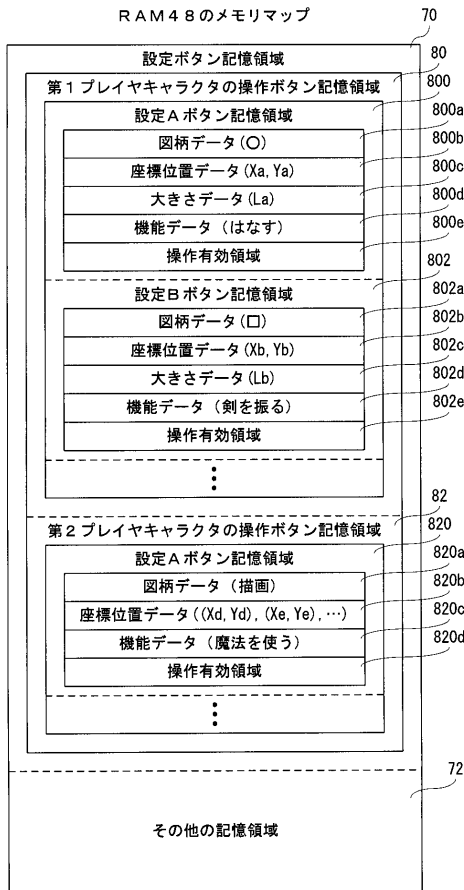 RAM48のメモリマップ
70
設定ボタン記憶領域
80
第1プレイヤキャラクタの操作ボタン記憶領域
800
設定Aボタン記憶領域
800a
図柄データ(○)
800b
座標位置データ(Xa, Ya)
800c
大きさデータ(La)
800d
機能データ(はなす)
800e
操作有効領域
802
設定Bボタン記憶領域
802a
図柄データ(□)
802b
座標位置データ(Xb, Yb)
802c
大きさデータ(Lb)
802d
機能データ(剣を振る)
802e
操作有効領域
82
第2プレイヤキャラクタの操作ボタン記憶領域
820
設定Aボタン記憶領域
820a
図柄データ(描画)
820b
座標位置データ((Xd, Yd), (Xe, Ye), …)
820c
機能データ(魔法を使う)
820d
操作有効領域
72
その他の記憶領域